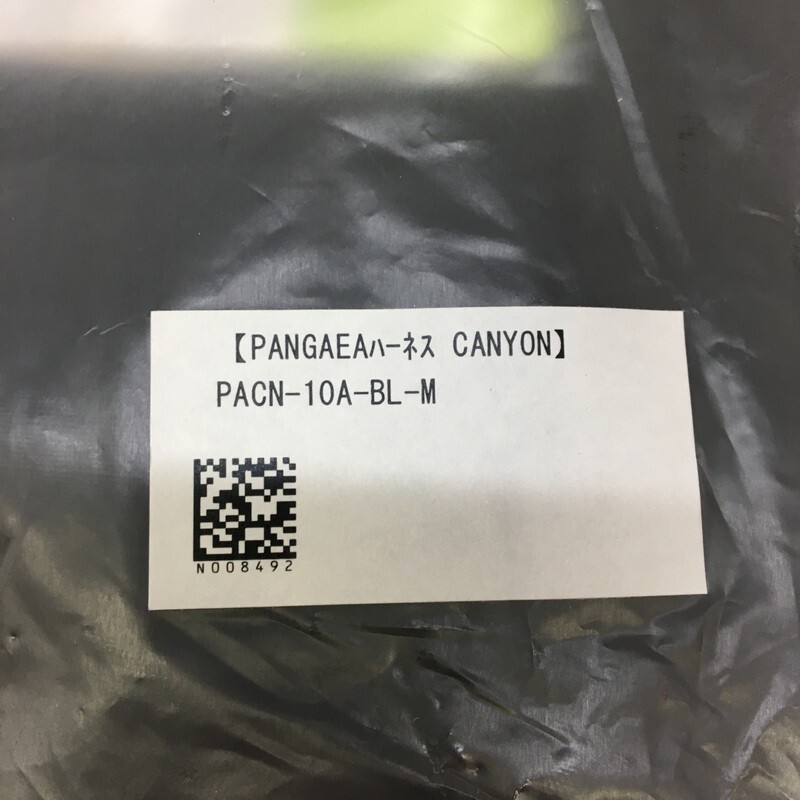 【PANGAEAﾊｰﾈｽ CANYON】
PACN-10A-BL-M
N008492